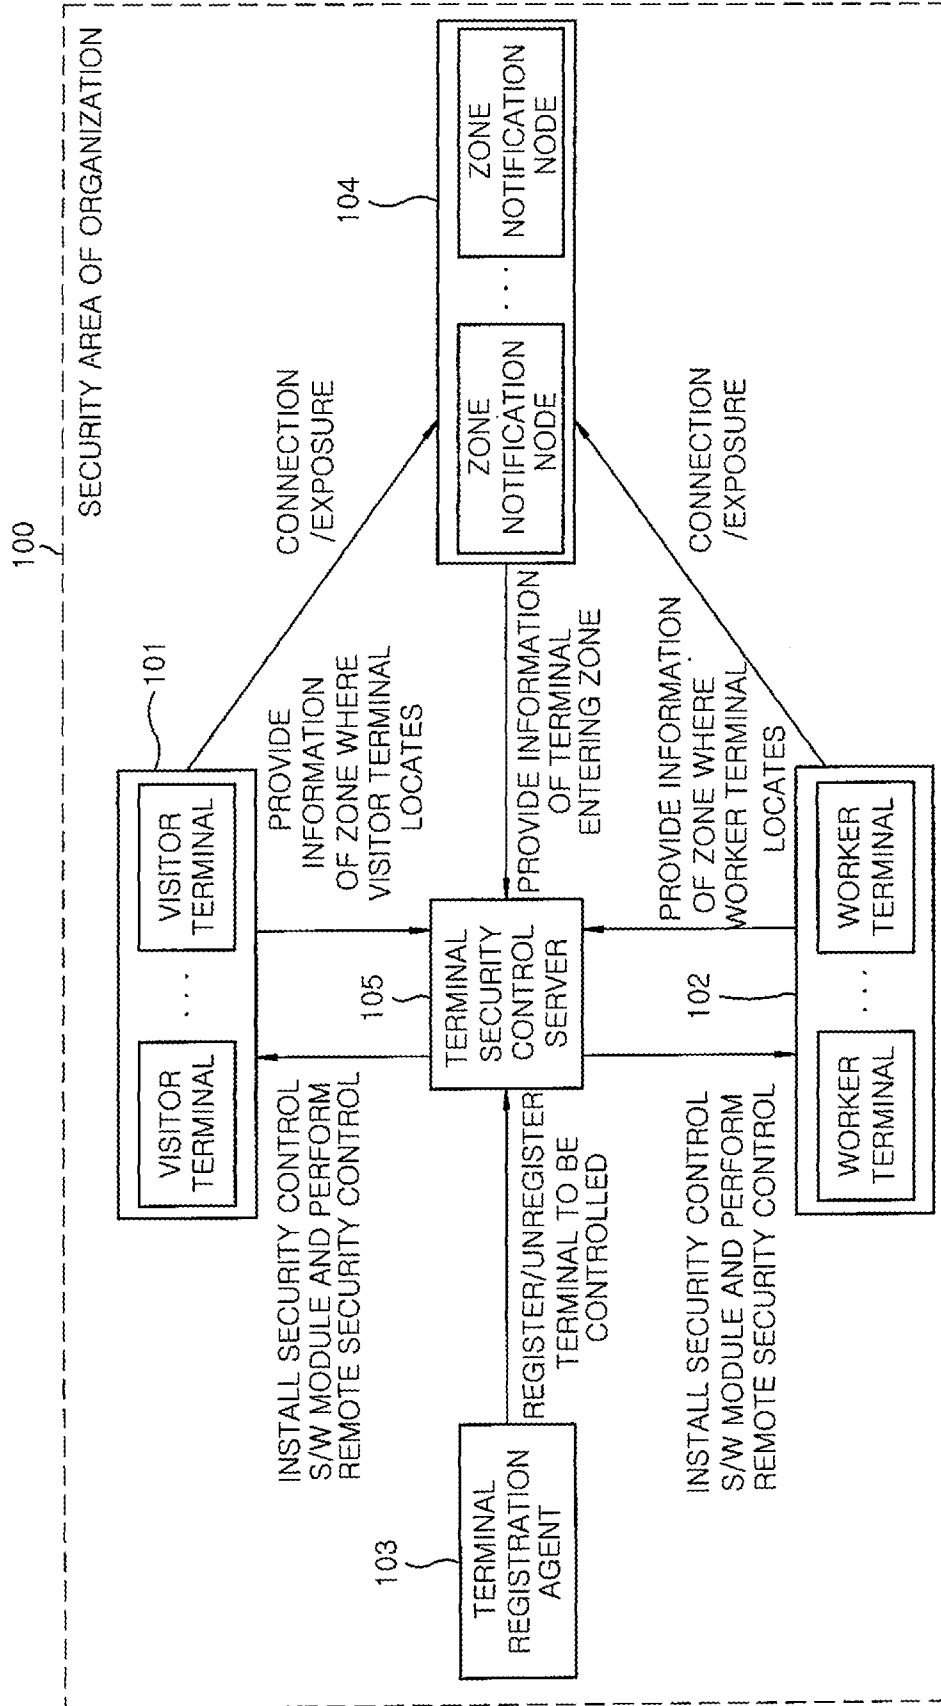 100
SECURITY AREA OF ORGANIZATION
101
VISITOR
TERMINAL
. . .
VISITOR
TERMINAL
INSTALL SECURITY CONTROL
S/W MODULE AND PERFORM
REMOTE SECURITY CONTROL
PROVIDE
INFORMATION
OF ZONE WHERE
VISITOR TERMINAL
LOCATES
CONNECTION
/EXPOSURE
103
TERMINAL
REGISTRATION
AGENT
REGISTER/UNREGISTER
TERMINAL TO BE
CONTROLLED
105
TERMINAL
SECURITY
CONTROL
SERVER
PROVIDE INFORMATION
OF TERMINAL
ENTERING ZONE
104
ZONE
NOTIFICATION
NODE
. . .
ZONE
NOTIFICATION
NODE
INSTALL SECURITY CONTROL
S/W MODULE AND PERFORM
REMOTE SECURITY CONTROL
102
PROVIDE INFORMATION
OF ZONE WHERE
WORKER TERMINAL
LOCATES
CONNECTION
/EXPOSURE
WORKER
TERMINAL
. . .
WORKER
TERMINAL